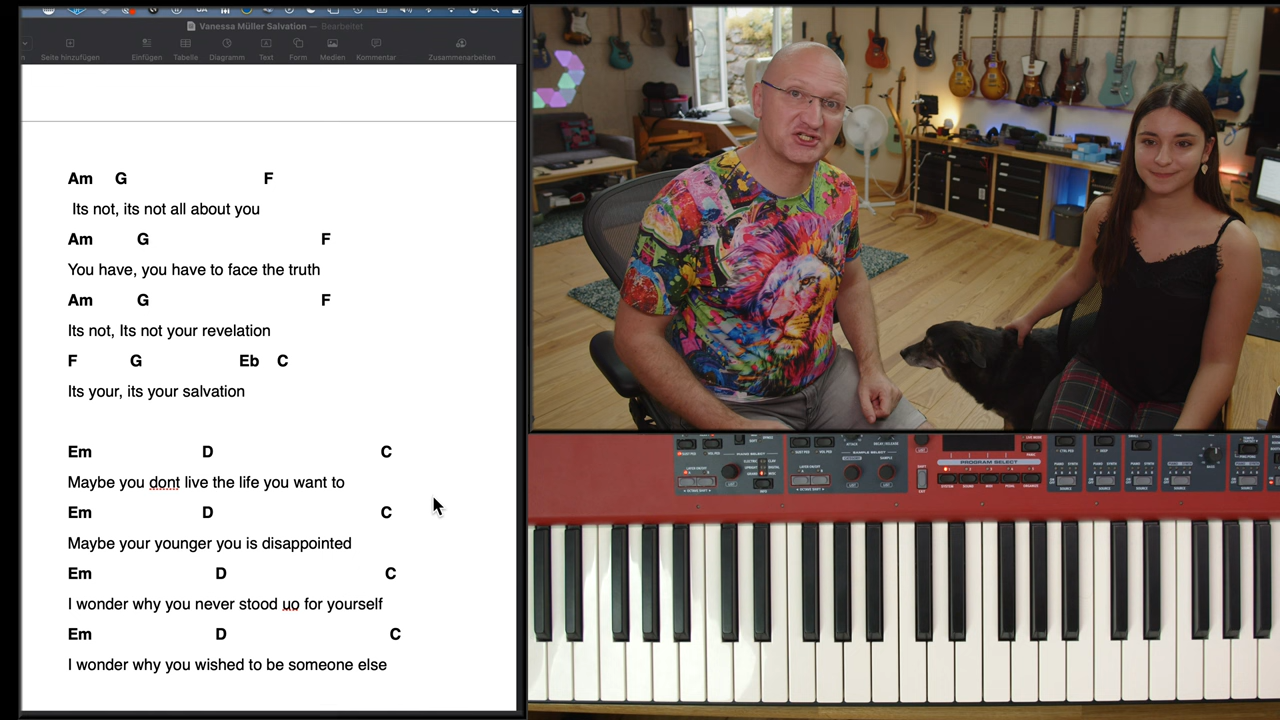 Vanessa Müller Salvation — Bearbeitet
Seite hinzufügen Einfügen Tabelle Diagramm Text Form Medien Kommentar Zusammenarbeiten
Am G F
Its not, its not all about you
Am G F
You have, you have to face the truth
Am G F
Its not, Its not your revelation
F G Eb C
Its your, its your salvation
Em D C
Maybe you dont live the life you want to
Em D C
Maybe your younger you is disappointed
Em D C
I wonder why you never stood uo for yourself
Em D C
I wonder why you wished to be someone else
PROGRAM SELECT